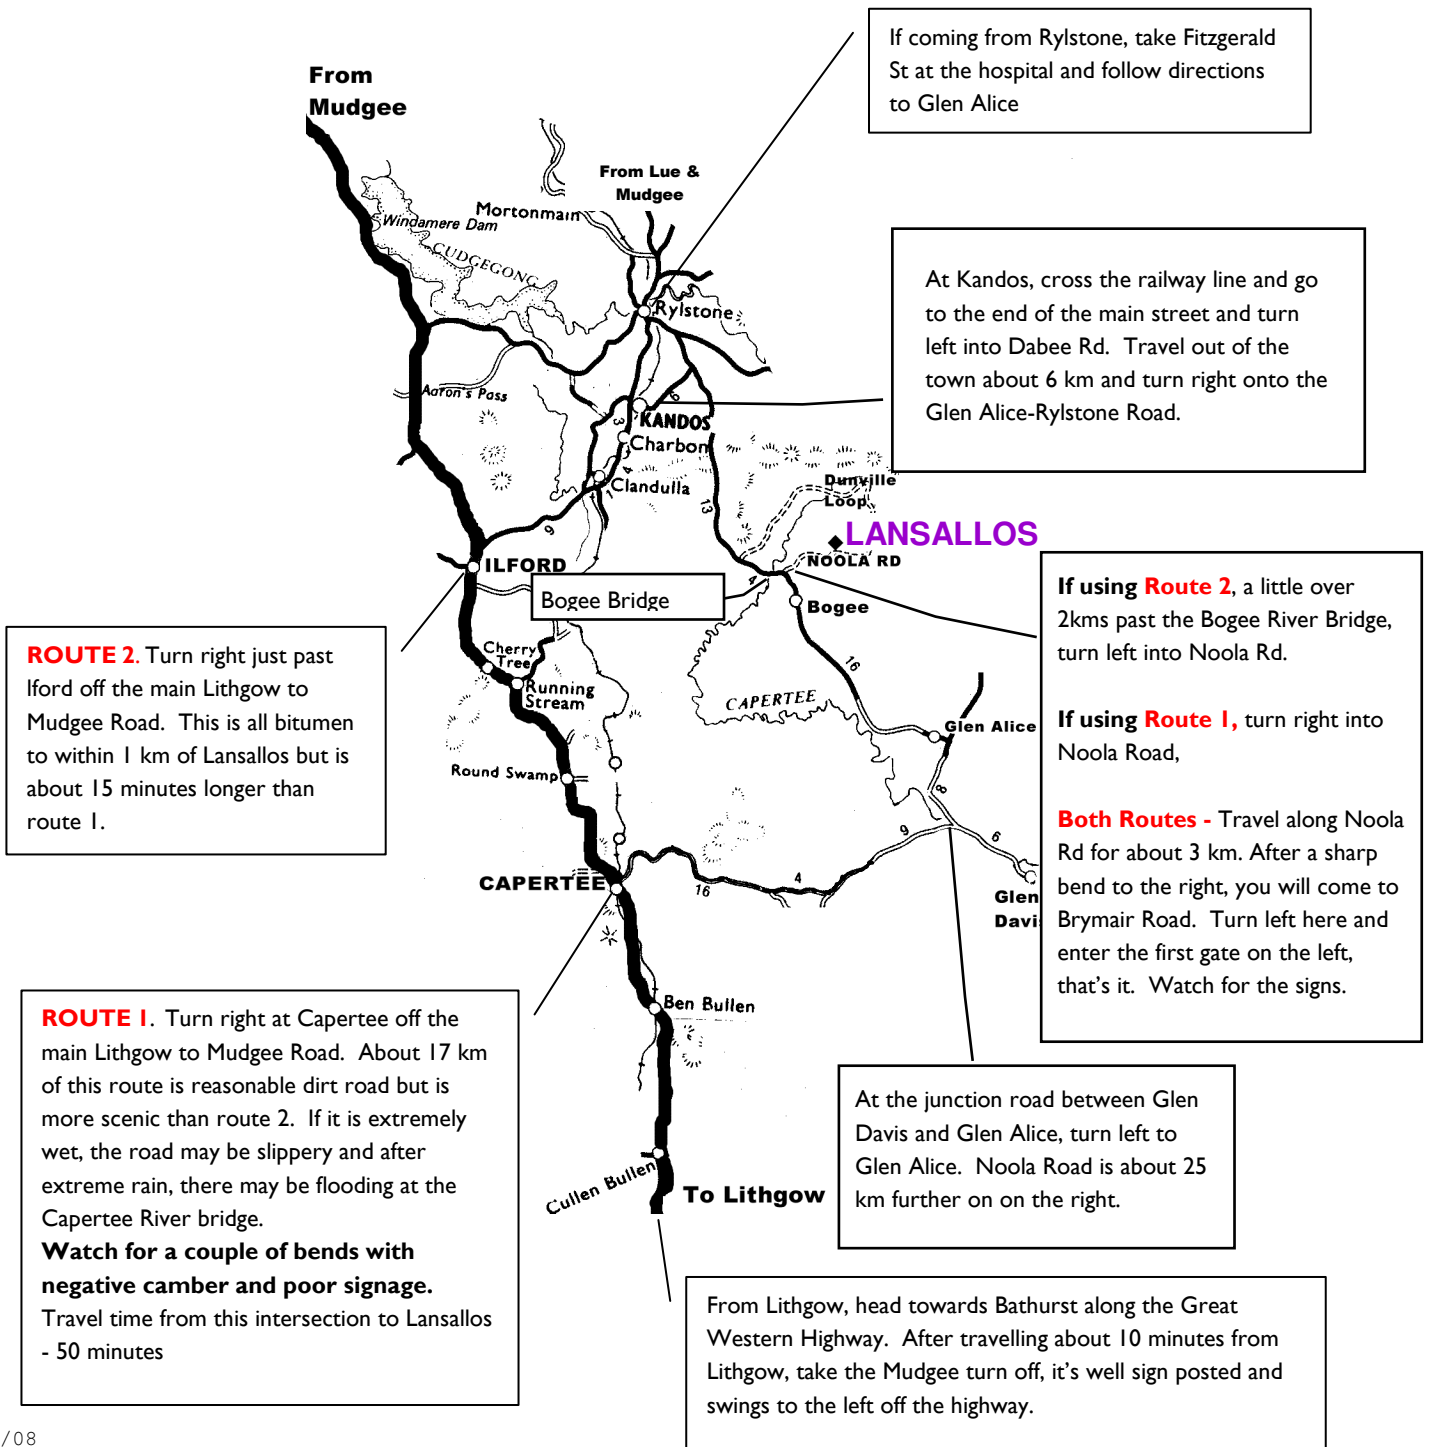 If coming from Rylstone, take Fitzgerald
St at the hospital and follow directions
to Glen Alice
From
Mudgee
From Lue &
Mudgee
Mortonmain
Windamere Dam
CUDGEGONG
Rylstone
At Kandos, cross the railway line and go
to the end of the main street and turn
left into Dabee Rd. Travel out of the
town about 6 km and turn right onto the
Glen Alice-Rylstone Road.
Aaron's Pass
6
KANDOS
3
Charbon
4
Clandulla
1
9
13
Dunville
Loop
LANSALLOS
NOOLA RD
ILFORD
Bogee Bridge
4
Bogee
If using Route 2, a little over
2kms past the Bogee River Bridge,
turn left into Noola Rd.
If using Route 1, turn right into
Noola Road,
Both Routes - Travel along Noola
Rd for about 3 km. After a sharp
bend to the right, you will come to
Brymair Road. Turn left here and
enter the first gate on the left,
that's it. Watch for the signs.
ROUTE 2. Turn right just past
Iford off the main Lithgow to
Mudgee Road. This is all bitumen
to within 1 km of Lansallos but is
about 15 minutes longer than
route 1.
Cherry
Tree
Running
Stream
16
CAPERTEE
Glen Alice
Round Swamp
8
9
6
CAPERTEE
16
4
Glen
Davi
Ben Bullen
ROUTE 1. Turn right at Capertee off the
main Lithgow to Mudgee Road. About 17 km
of this route is reasonable dirt road but is
more scenic than route 2. If it is extremely
wet, the road may be slippery and after
extreme rain, there may be flooding at the
Capertee River bridge.
Watch for a couple of bends with
negative camber and poor signage.
Travel time from this intersection to Lansallos
- 50 minutes
At the junction road between Glen
Davis and Glen Alice, turn left to
Glen Alice. Noola Road is about 25
km further on on the right.
Cullen Bullen
To Lithgow
From Lithgow, head towards Bathurst along the Great
Western Highway. After travelling about 10 minutes from
Lithgow, take the Mudgee turn off, it's well sign posted and
swings to the left off the highway.
/08